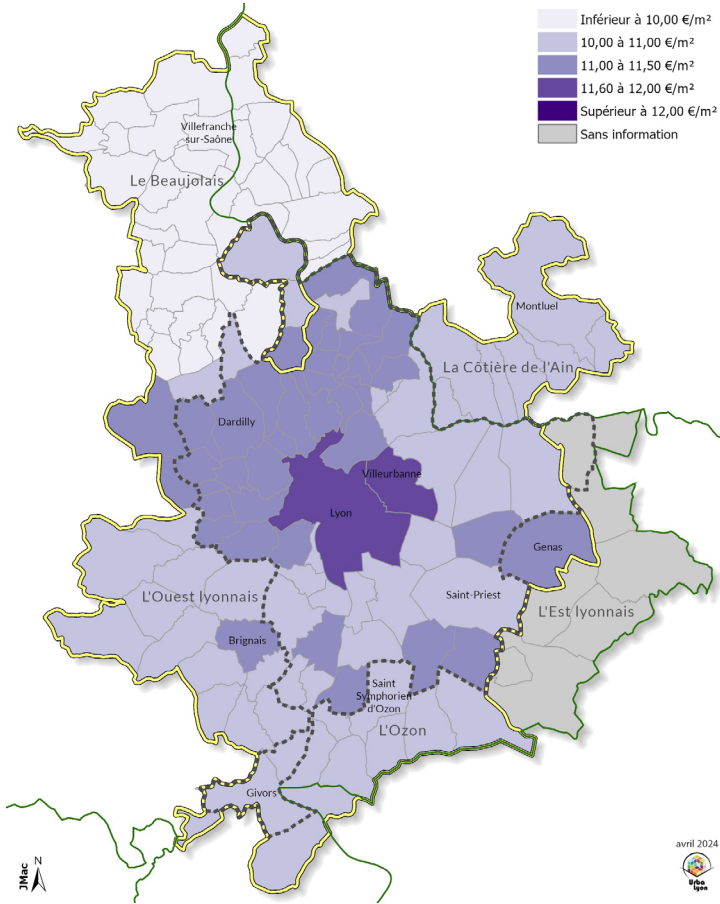 Inférieur à 10,00 €/m²
10,00 à 11,00 €/m²
11,00 à 11,50 €/m²
11,60 à 12,00 €/m²
Supérieur à 12,00 €/m²
Sans information
Villefranche
sur-Saône
Le Beaujolais
Montluel
La Côtière de l'Ain
Dardilly
Villeurbanne
Lyon
Genas
Saint-Priest
L'Ouest lyonnais
L'Est lyonnais
Brignais
Saint
Symphorien
d'Ozon
L'Ozon
Givors
avril 2024
Urba
Lyon
JMac
N